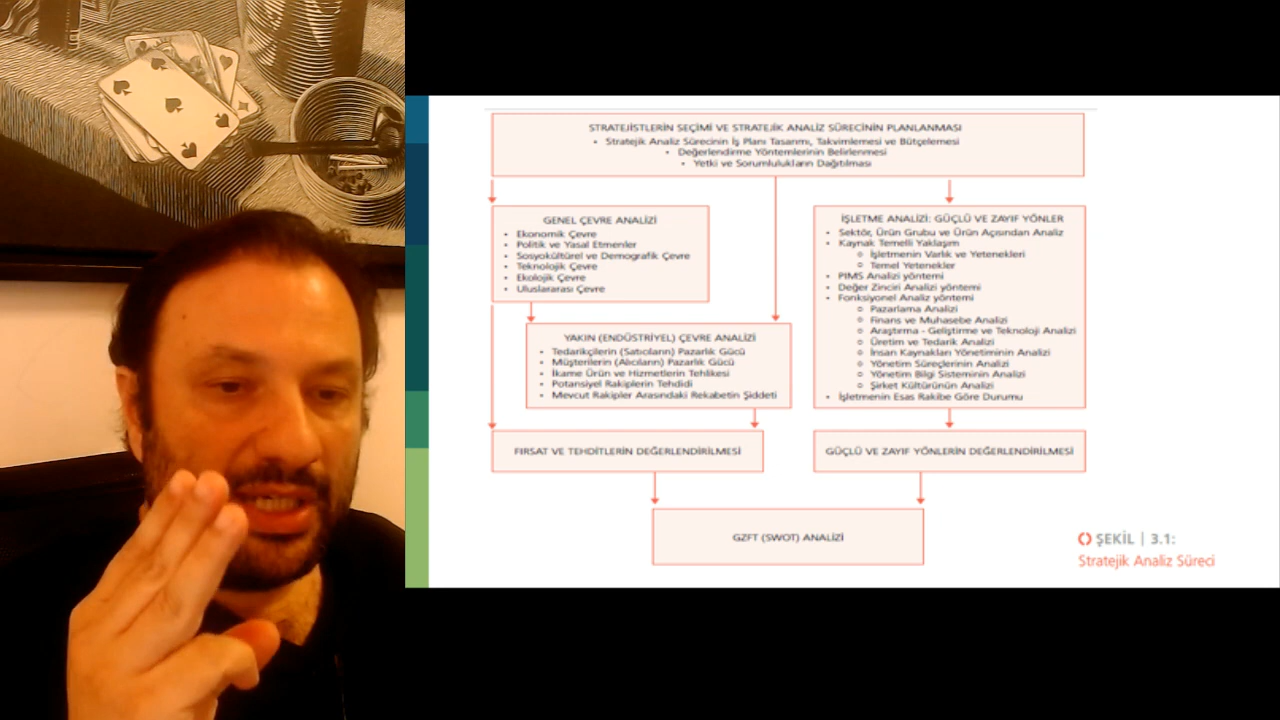 STRATEJİSTLERİN SEÇİMİ VE STRATEJİK ANALİZ SÜRECİNİN PLANLANMASI
• Stratejik Analiz Sürecinin İş Planı Tasarımı, Takvimlemesi ve Bütçelemesi
• Değerlendirme Yöntemlerinin Belirlenmesi
• Yetki ve Sorumlulukların Dağıtılması
GENEL ÇEVRE ANALİZİ
• Ekonomik Çevre
• Politik ve Yasal Etmenler
• Sosyokültürel ve Demografik Çevre
• Teknolojik Çevre
• Ekolojik Çevre
• Uluslararası Çevre
YAKIN (ENDÜSTRİYEL) ÇEVRE ANALİZİ
• Tedarikçilerin (Satıcıların) Pazarlık Gücü
• Müşterilerin (Alıcıların) Pazarlık Gücü
• İkame Ürün ve Hizmetlerin Tehlikesi
• Potansiyel Rakiplerin Tehdidi
• Mevcut Rakipler Arasındaki Rekabetin Şiddeti
İŞLETME ANALİZİ: GÜÇLÜ VE ZAYIF YÖNLER
• Sektör, Ürün Grubu ve Ürün Açısından Analiz
• Kaynak Temelli Yaklaşım
o İşletmenin Varlık ve Yetenekleri
o Temel Yetenekler
• PIMS Analizi yöntemi
• Değer Zinciri Analizi yöntemi
• Fonksiyonel Analiz yöntemi
o Pazarlama Analizi
o Finans ve Muhasebe Analizi
o Araştırma - Geliştirme ve Teknoloji Analizi
o Üretim ve Tedarik Analizi
o İnsan Kaynakları Yönetiminin Analizi
o Yönetim Süreçlerinin Analizi
o Yönetim Bilgi Sisteminin Analizi
o Şirket Kültürünün Analizi
• İşletmenin Esas Rakibe Göre Durumu
FIRSAT VE TEHDİTLERİN DEĞERLENDİRİLMESİ
GÜÇLÜ VE ZAYIF YÖNLERİN DEĞERLENDİRİLMESİ
GZFT (SWOT) ANALİZİ
ŞEKİL | 3.1:
Stratejik Analiz Süreci